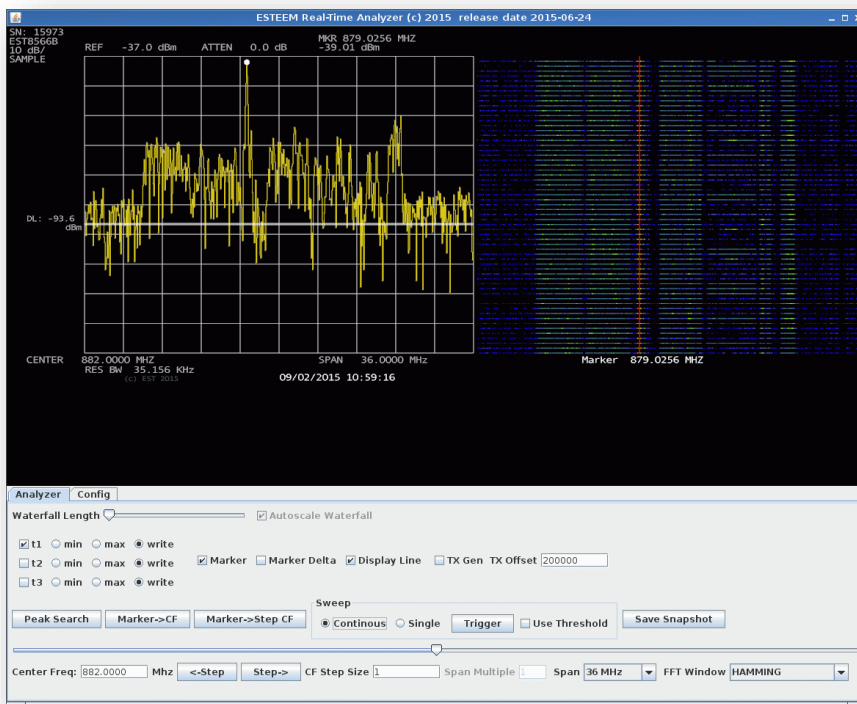 ESTEEM Real-Time Analyzer (c) 2015 release date 2015-06-24
SN: 15973
EST8566B
10 dB/
SAMPLE
REF -37.0 dBm ATTEN 0.0 dB
MKR 879.0256 MHZ
-39.01 dBm
DL: -93.6
dBm
CENTER 882.0000 MHZ SPAN 36.0000 MHz
RES BW 35.156 KHz
(c) EST 2015
09/02/2015 10:59:16
Marker 879.0256 MHZ
Analyzer Config
Waterfall Length Autoscale Waterfall
t1 min max write
t2 min max write
t3 min max write
Marker Marker Delta Display Line TX Gen TX Offset 200000
Peak Search Marker->CF Marker->Step CF
Sweep
Continous Single Trigger Use Threshold
Save Snapshot
Center Freq: 882.0000 Mhz <-Step Step-> CF Step Size 1 Span Multiple 1 Span 36 MHz FFT Window HAMMING